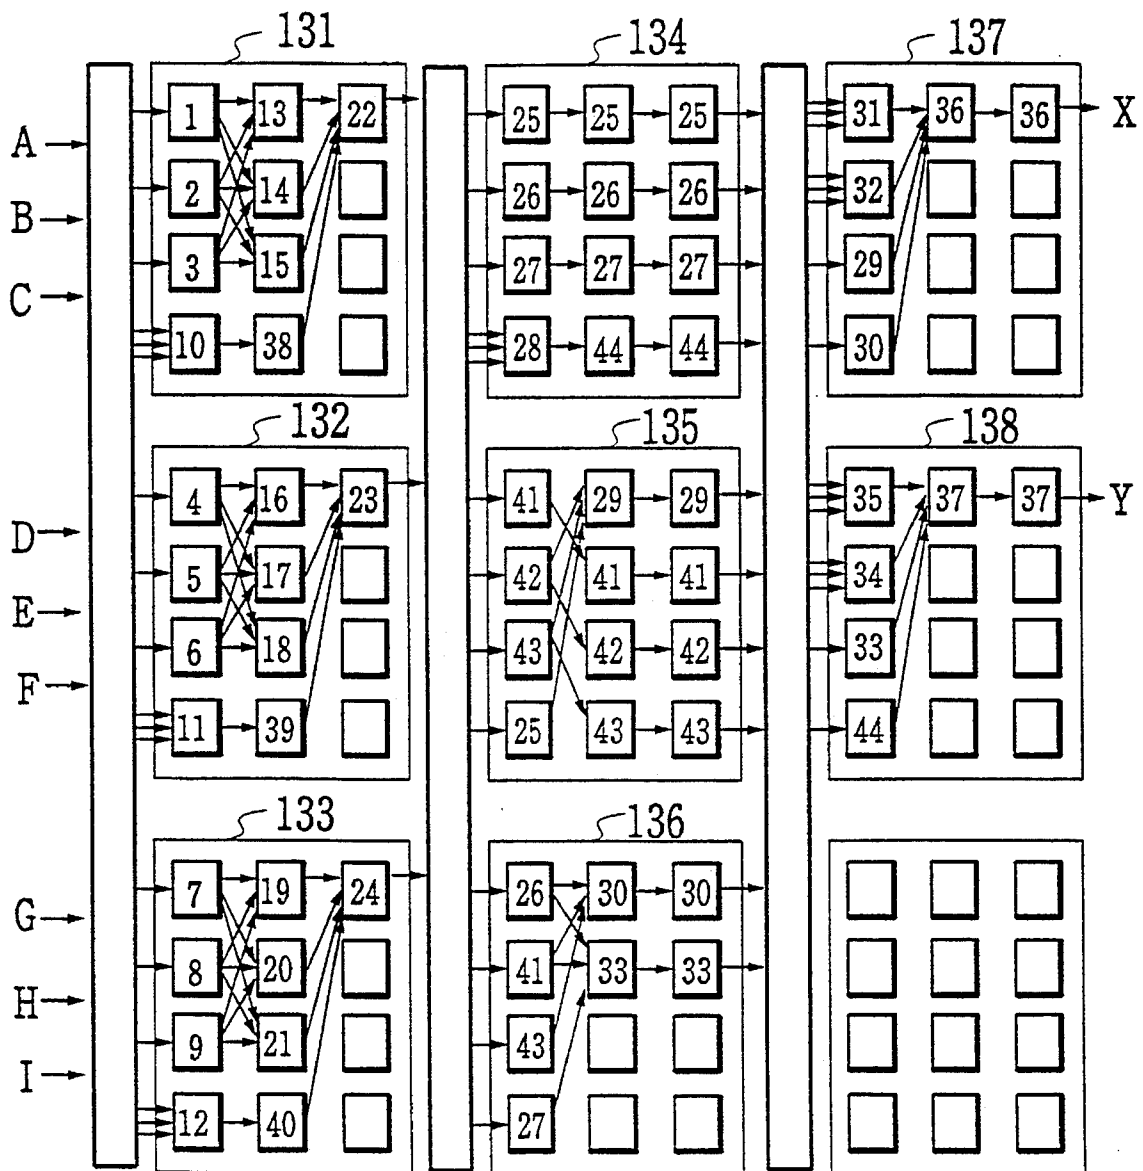 131 134 137
1 13 22 25 25 25 31 36 36 X
A
2 14 26 26 26 32
B
3 15 27 27 27 29
C
10 38 28 44 44 30
132 135 138
4 16 23 41 29 29 35 37 37 Y
D
5 17 42 41 41 34
E
6 18 43 42 42 33
F
11 39 25 43 43 44
133 136
7 19 24 26 30 30
G
8 20 41 33 33
H
9 21 43
I
12 40 27